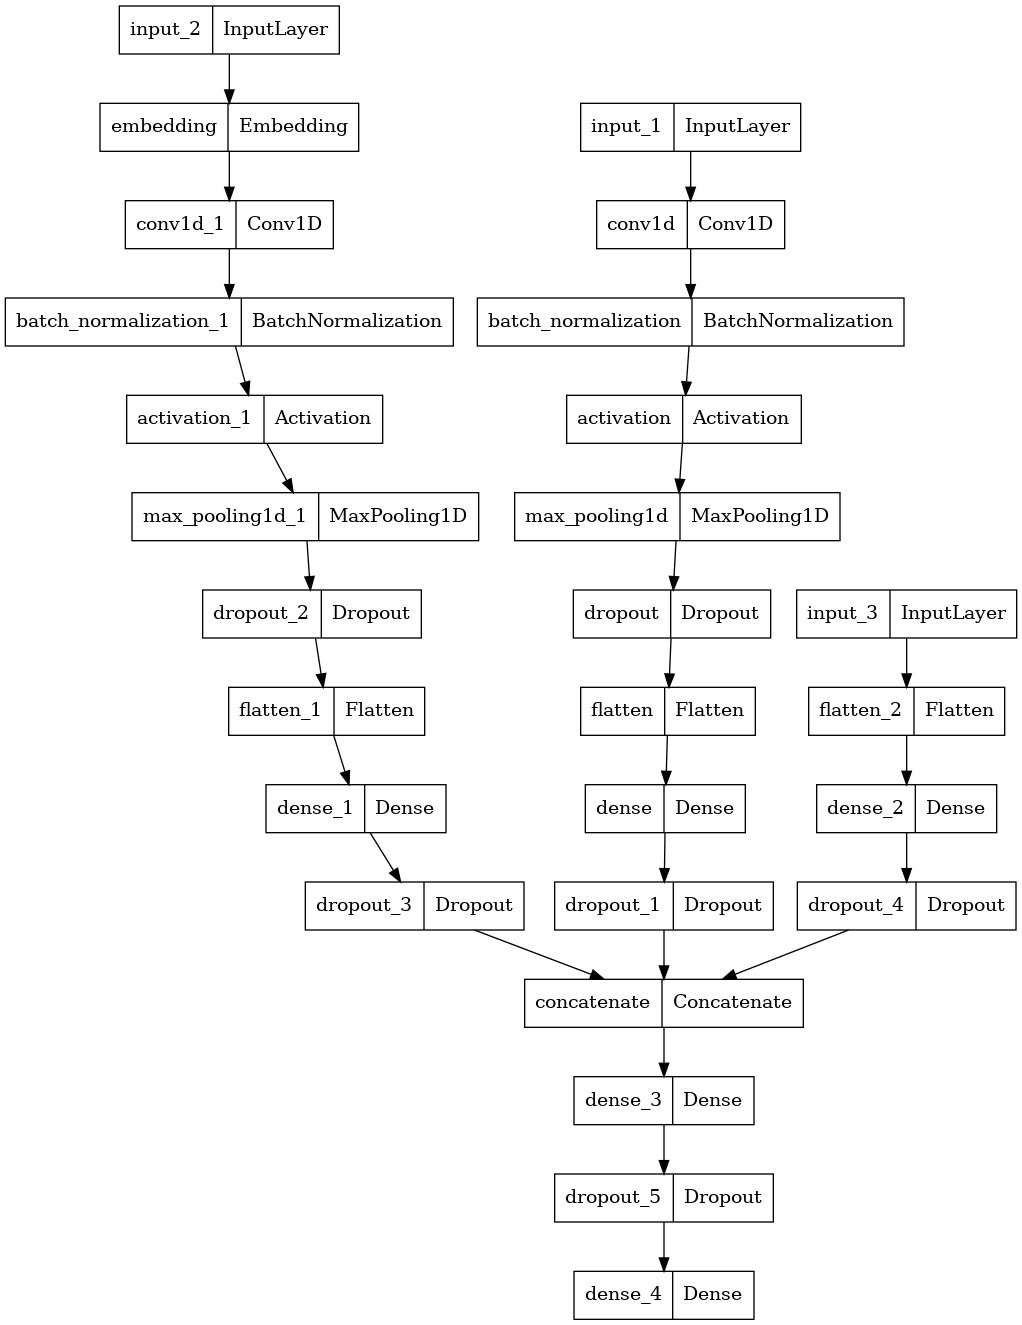 input_2 InputLayer
embedding Embedding
input_1 InputLayer
conv1d_1 Conv1D
conv1d Conv1D
batch_normalization_1 BatchNormalization
batch_normalization BatchNormalization
activation_1 Activation
activation Activation
max_pooling1d_1 MaxPooling1D
max_pooling1d MaxPooling1D
dropout_2 Dropout
dropout Dropout
input_3 InputLayer
flatten_1 Flatten
flatten Flatten
flatten_2 Flatten
dense_1 Dense
dense Dense
dense_2 Dense
dropout_3 Dropout
dropout_1 Dropout
dropout_4 Dropout
concatenate Concatenate
dense_3 Dense
dropout_5 Dropout
dense_4 Dense